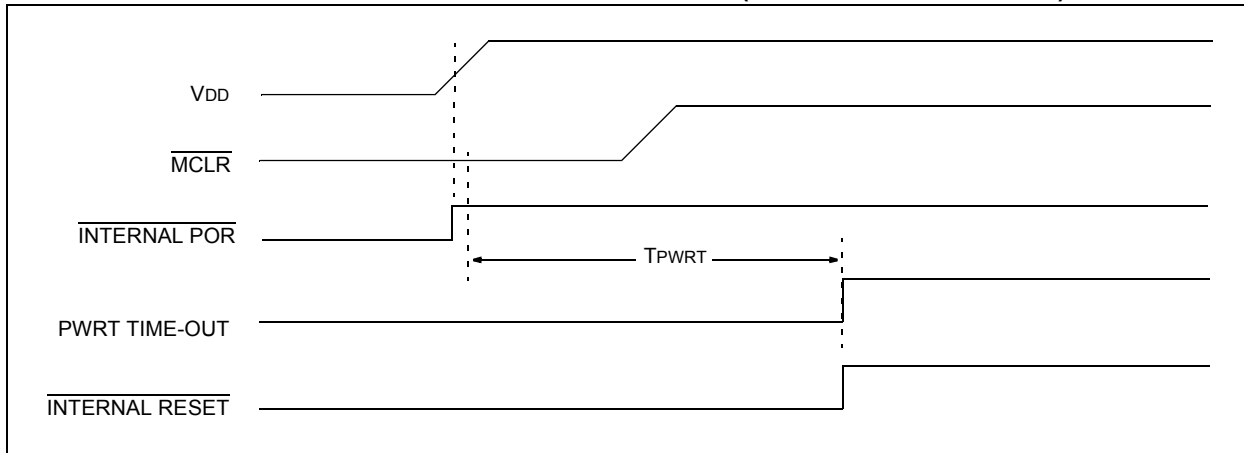 VDD
MCLR
INTERNAL POR
TPWRT
PWRT TIME-OUT
INTERNAL RESET